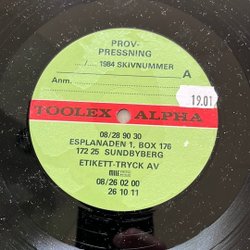 PROV-
PRESSNING
..../.... 1984 SKIVNUMMER
Anm.
A
19.01
TOOLEX ALPHA
08/28 90 30
ESPLANADEN 1, BOX 176
172 25 SUNDBYBERG
ETIKETT-TRYCK AV
08/26 02 00
26 10 11